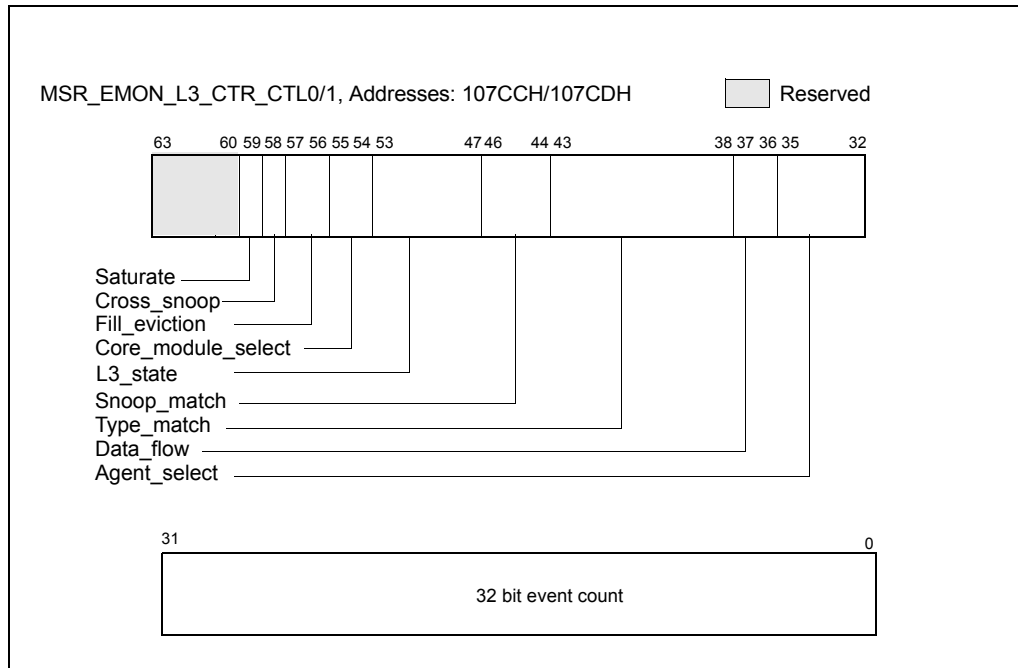 MSR_EMON_L3_CTR_CTL0/1, Addresses: 107CCH/107CDH Reserved
63 60 59 58 57 56 55 54 53 47 46 44 43 38 37 36 35 32
Saturate
Cross_snoop
Fill_eviction
Core_module_select
L3_state
Snoop_match
Type_match
Data_flow
Agent_select
31 0
32 bit event count